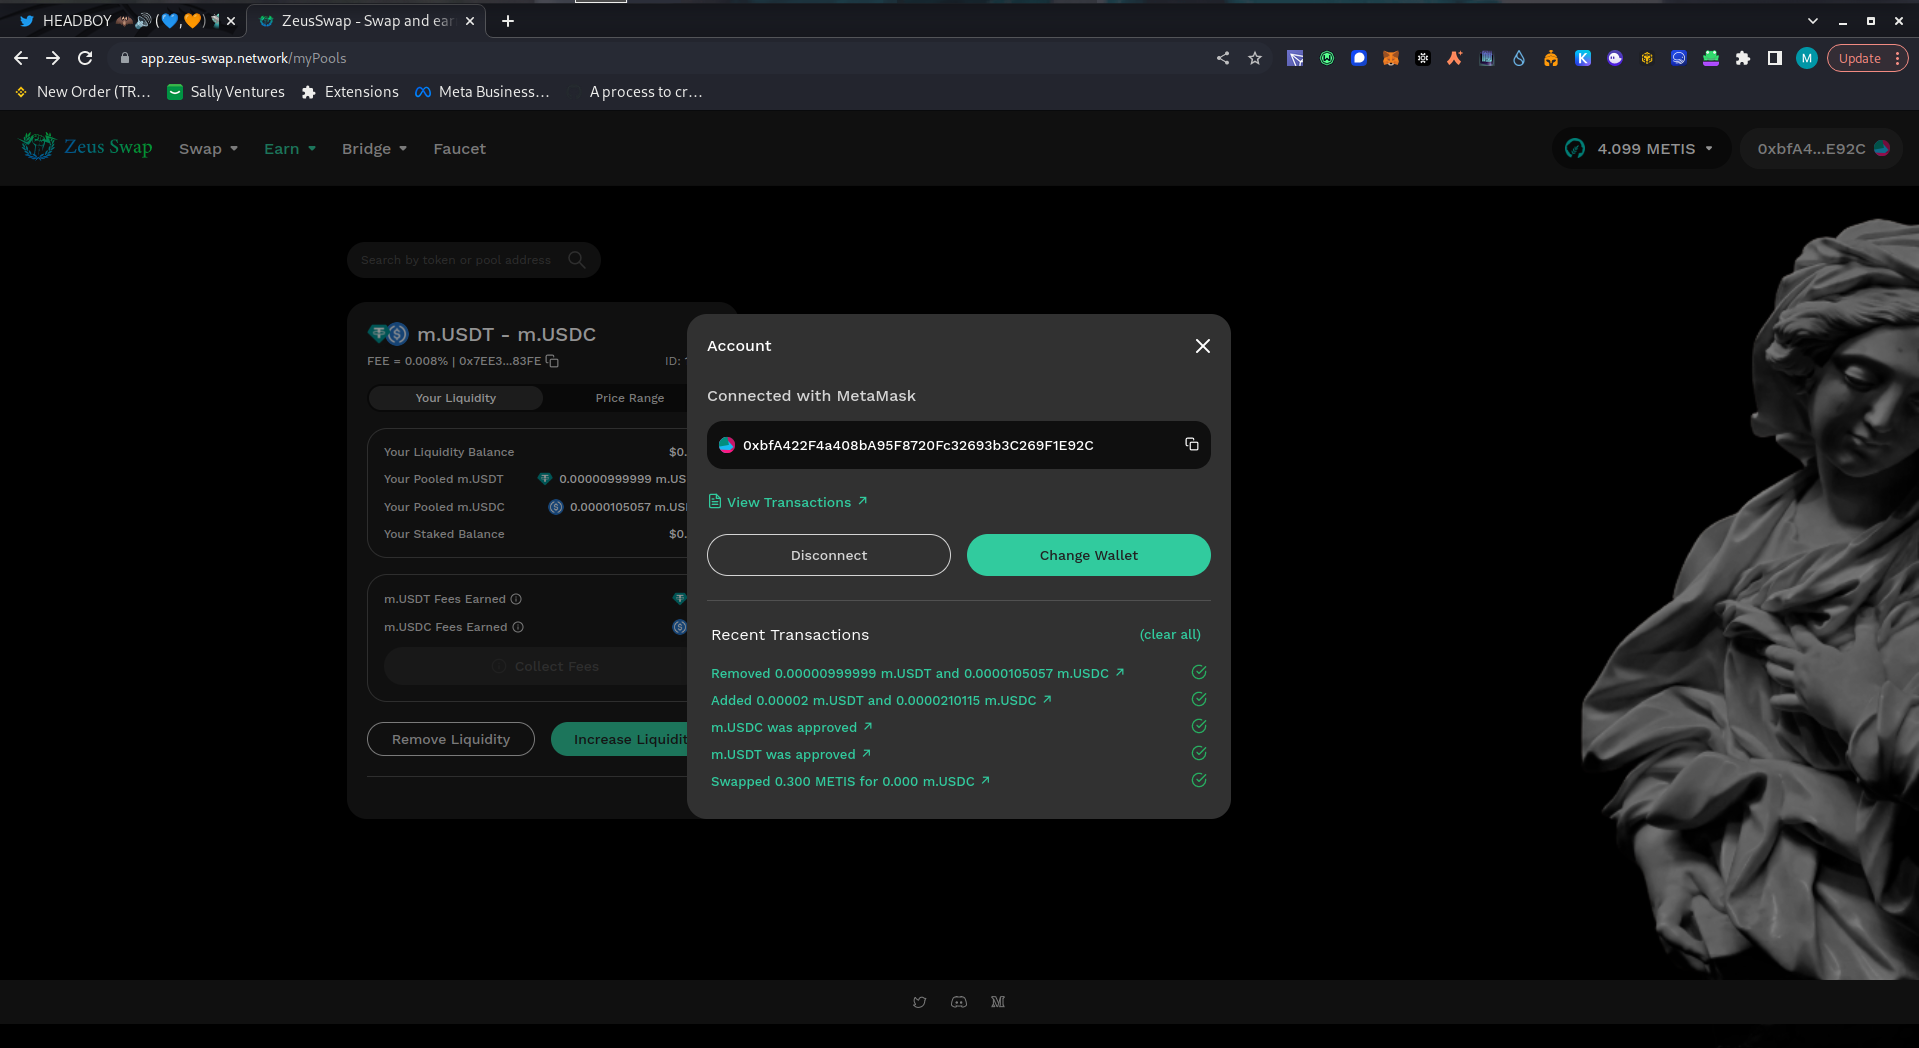 HEADBOY 🦇🔊 (💙,🧡)
ZeusSwap - Swap and ear
app.zeus-swap.network/myPools
M
Update
New Order (TR...
Sally Ventures
Extensions
Meta Business...
A process to cr...
Zeus Swap
Swap
Earn
Bridge
Faucet
4.099 METIS
0xbfA4...E92C
Search by token or pool address
m.USDT - m.USDC
FEE = 0.008% | 0x7EE3...83FE
ID:
Your Liquidity
Price Range
Your Liquidity Balance $0.
Your Pooled m.USDT 0.00000999999 m.US
Your Pooled m.USDC 0.0000105057 m.US
Your Staked Balance $0.
m.USDT Fees Earned
m.USDC Fees Earned
Collect Fees
Remove Liquidity
Increase Liquidit
Account
Connected with MetaMask
0xbfA422F4a408bA95F8720Fc32693b3C269F1E92C
View Transactions ↗
Disconnect
Change Wallet
Recent Transactions
(clear all)
Removed 0.00000999999 m.USDT and 0.0000105057 m.USDC ↗
Added 0.00002 m.USDT and 0.0000210115 m.USDC ↗
m.USDC was approved ↗
m.USDT was approved ↗
Swapped 0.300 METIS for 0.000 m.USDC ↗